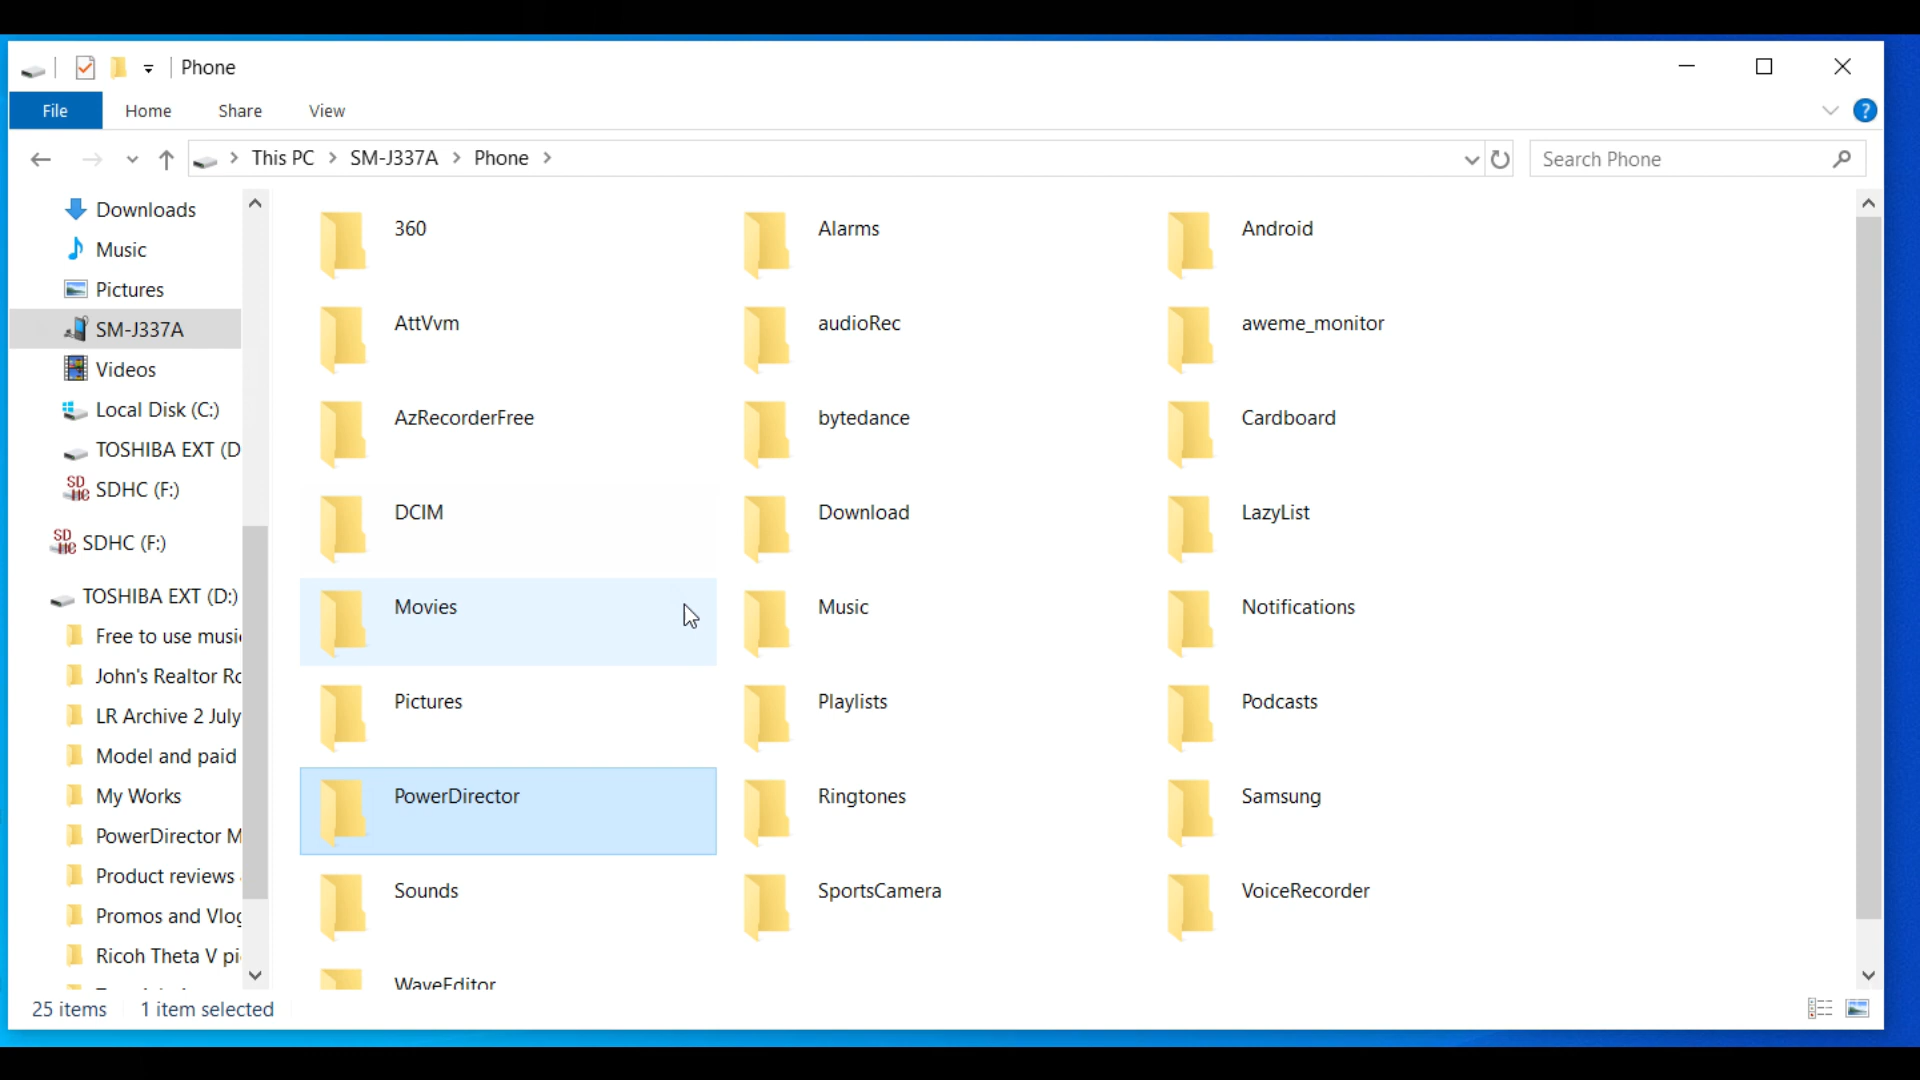 Phone
File Home Share View
This PC > SM-J337A > Phone >
Search Phone
Downloads
Music
Pictures
SM-J337A
Videos
Local Disk (C:)
TOSHIBA EXT (D
SDHC (F:)
SDHC (F:)
TOSHIBA EXT (D:)
Free to use musi
John's Realtor Ro
LR Archive 2 July
Model and paid
My Works
PowerDirector M
Product reviews
Promos and Vlog
Ricoh Theta V pi
360 Alarms Android
AttVvm audioRec aweme_monitor
AzRecorderFree bytedance Cardboard
DCIM Download LazyList
Movies Music Notifications
Pictures Playlists Podcasts
PowerDirector Ringtones Samsung
Sounds SportsCamera VoiceRecorder
WaveEditor
25 items 1 item selected